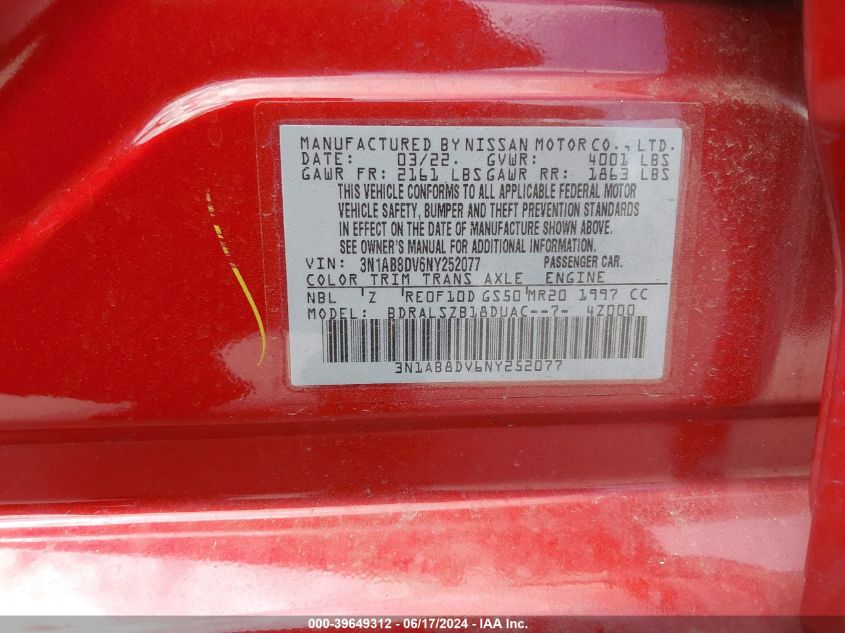 MANUFACTURED BY NISSAN MOTOR CO., LTD.
DATE: 03/22. GVWR: 4001 LBS
GAWR FR: 2161 LBS GAWR RR: 1863 LBS
THIS VEHICLE CONFORMS TO ALL APPLICABLE FEDERAL MOTOR
VEHICLE SAFETY, BUMPER AND THEFT PREVENTION STANDARDS
IN EFFECT ON THE DATE OF MANUFACTURE SHOWN ABOVE.
SEE OWNER'S MANUAL FOR ADDITIONAL INFORMATION.
VIN: 3N1AB8DV6NY252077 PASSENGER CAR.
COLOR TRIM TRANS AXLE ENGINE
NBL Z RE0F10D GS50 MR20 1997 CC
MODEL: BDRALSZB18DUAC--7- 4Z000
3N1AB8DV6NY252077
000-39649312 - 06/17/2024 - IAA Inc.